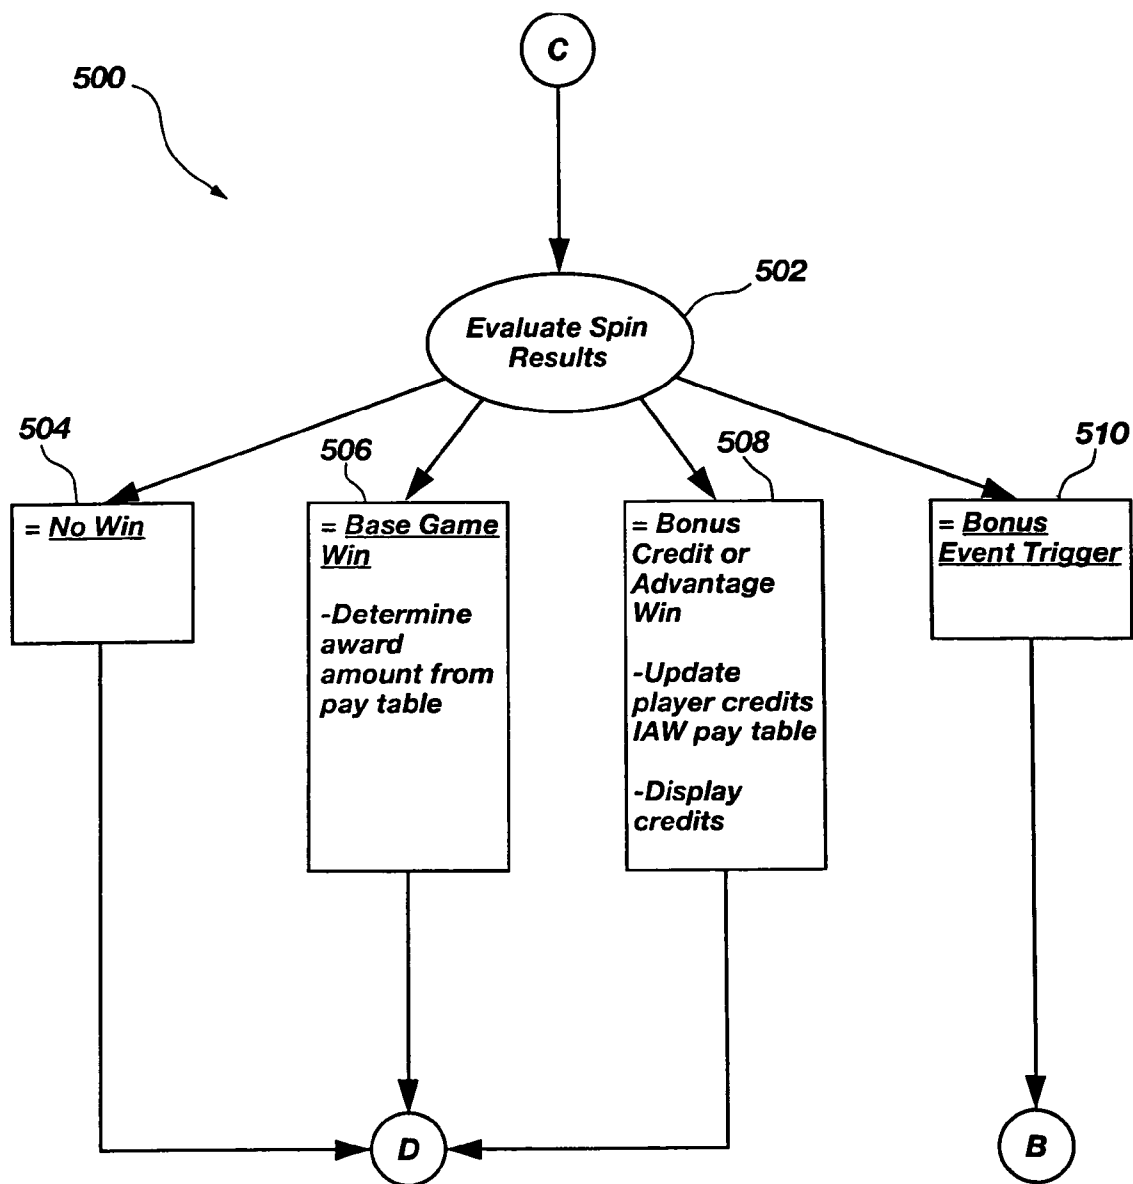 C
500
502
Evaluate Spin
Results
504
506
508
510
= No Win
= Base Game
Win
-Determine
award
amount from
pay table
= Bonus
Credit or
Advantage
Win
-Update
player credits
IAW pay table
-Display
credits
= Bonus
Event Trigger
D
B